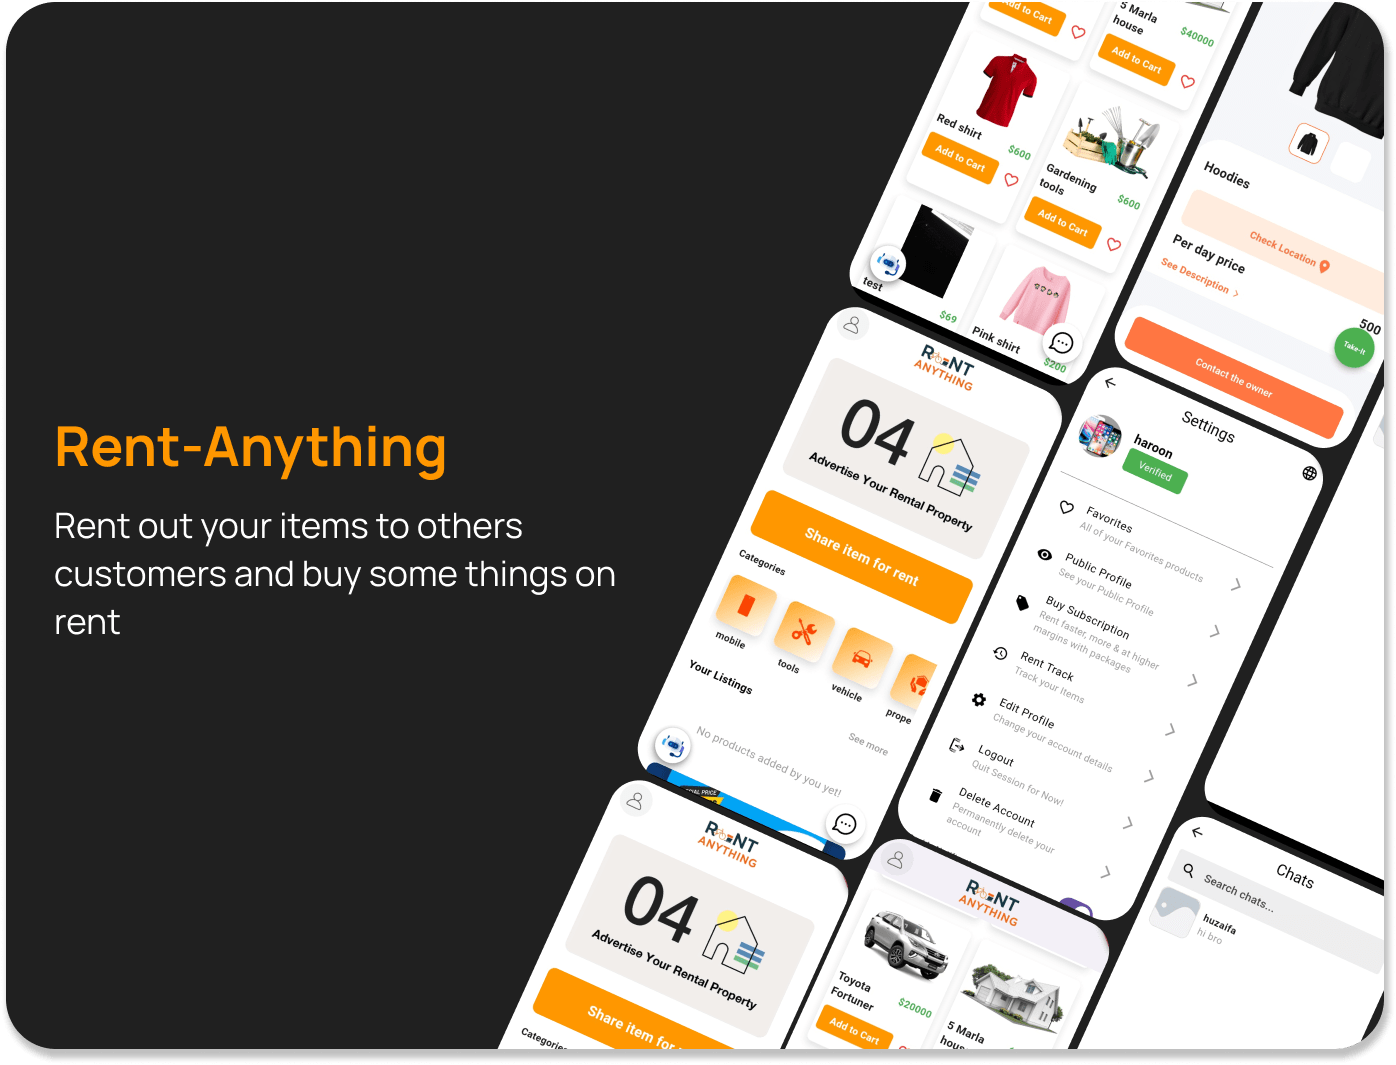 Rent-Anything
Rent out your items to others
customers and buy some things on
rent
Add to Cart
5 Marla
house
$40000
Add to Cart
Red shirt
$600
Add to Cart
Gardening
tools
$600
Add to Cart
test
$69
Pink shirt
$200
Hoodies
Check Location
Per day price
See Description >
500
Take-It
Contact the owner
RENT
ANYTHING
04
Advertise Your Rental Property
Share item for rent
Categories
mobile
tools
vehicle
prope
Your Listings
See more
No products added by you yet!
PRICE
Settings
haroon
Verified
Favorites
All of your Favorites products
Public Profile
See your Public Profile
Buy Subscription
Rent faster, more & at higher
margins with packages
Rent Track
Track your Items
Edit Profile
Change your account details
Logout
Quit Session for Now!
Delete Account
Permanently delete your
account
RENT
ANYTHING
04
Advertise Your Rental Property
Share item for
Categories
RENT
ANYTHING
Toyota
Fortuner
$20000
Add to Cart
5 Marla
Chats
Search chats...
huzaifa
hi bro